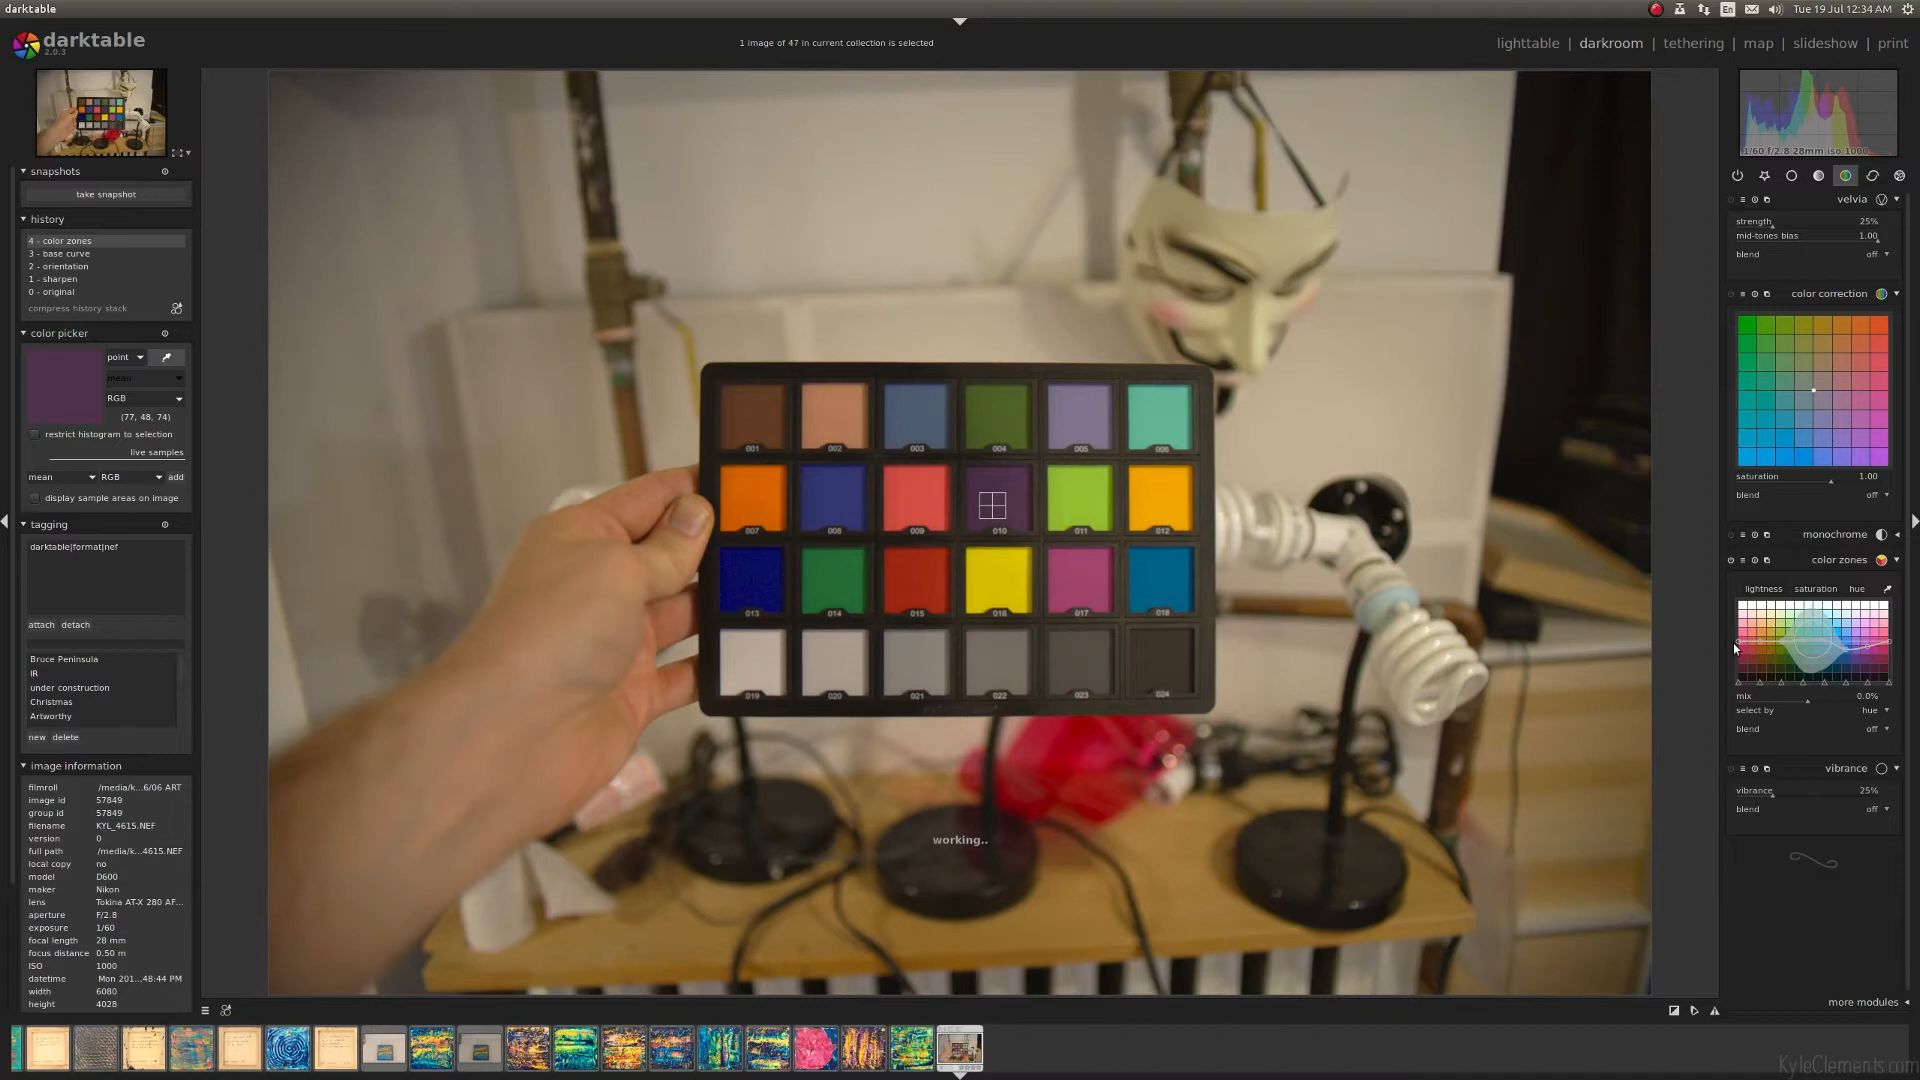 darktable
En
Tue 19 Jul 12:34 AM
darktable
2.0.3
1 image of 47 in current collection is selected
lighttable | darkroom | tethering | map | slideshow | print
1/60 f/2.8 28mm iso 1000
snapshots
take snapshot
history
4 - color zones
3 - base curve
2 - orientation
1 - sharpen
0 - original
compress history stack
color picker
point
mean
RGB
(77, 48, 74)
restrict histogram to selection
live samples
mean RGB add
display sample areas on image
tagging
darktable|format|nef
attach detach
Bruce Peninsula
IR
under construction
Christmas
Artworthy
new delete
image information
filmroll /media/k...6/06 ART
image id 57849
group id 57849
filename KYL_4615.NEF
version 0
full path /media/k...4615.NEF
local copy no
model D600
maker Nikon
lens Tokina AT-X 280 AF...
aperture F/2.8
exposure 1/60
focal length 28 mm
focus distance 0.50 m
ISO 1000
datetime Mon 201...48:44 PM
width 6080
height 4028
001 002 003 004 005 006
007 008 009 010 011 012
013 014 015 016 017 018
019 020 021 022 023 024
working..
velvia
strength 25%
mid-tones bias 1.00
blend off
color correction
saturation 1.00
blend off
monochrome
color zones
lightness saturation hue
mix 0.0%
select by hue
blend off
vibrance
vibrance 25%
blend off
more modules
KyleClements.com